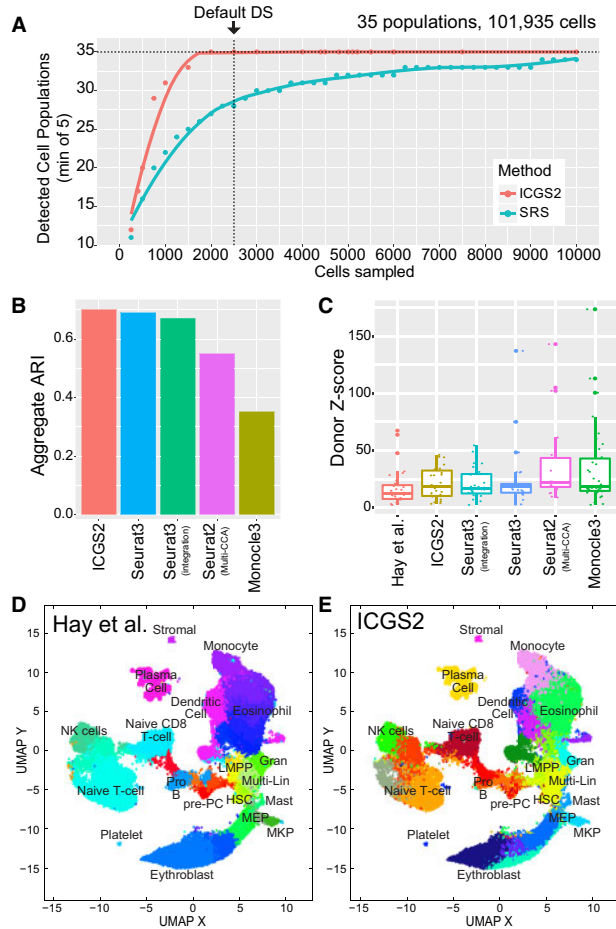 A
Default DS
35 populations, 101,935 cells
Detected Cell Populations
(min of 5)
35
30
25
20
15
10
Method
ICGS2
SRS
0
1000
2000
3000
4000
5000
6000
7000
8000
9000
10000
Cells sampled
B
Aggregate ARI
0.6
0.4
0.2
0.0
ICGS2
Seurat3
Seurat3
(integration)
Seurat2
(Multi-CCA)
Monocle3
C
Donor Z-score
150
100
50
0
Hay et al.
ICGS2
Seurat3
(integration)
Seurat3
Seurat2
(Multi-CCA)
Monocle3
D
Hay et al.
UMAP Y
15
10
5
0
−5
−10
−15
Stromal
Monocyte
Plasma
Cell
Dendritic
Cell
Eosinophil
NK cells
Naive CD8
T-cell
LMPP
Gran
Naive T-cell
Pro
B
Multi-Lin
pre-PC
HSC
Mast
MEP
MKP
Platelet
Eythroblast
−15
−10
−5
0
5
10
UMAP X
E
ICGS2
UMAP Y
15
10
5
0
−5
−10
−15
Stromal
Monocyte
Plasma
Cell
Dendritic
Cell
Eosinophil
NK cells
Naive CD8
T-cell
LMPP
Gran
Naive T-cell
Pro
B
Multi-Lin
pre-PC
HSC
Mast
MEP
MKP
Platelet
Eythroblast
−15
−10
−5
0
5
10
UMAP X